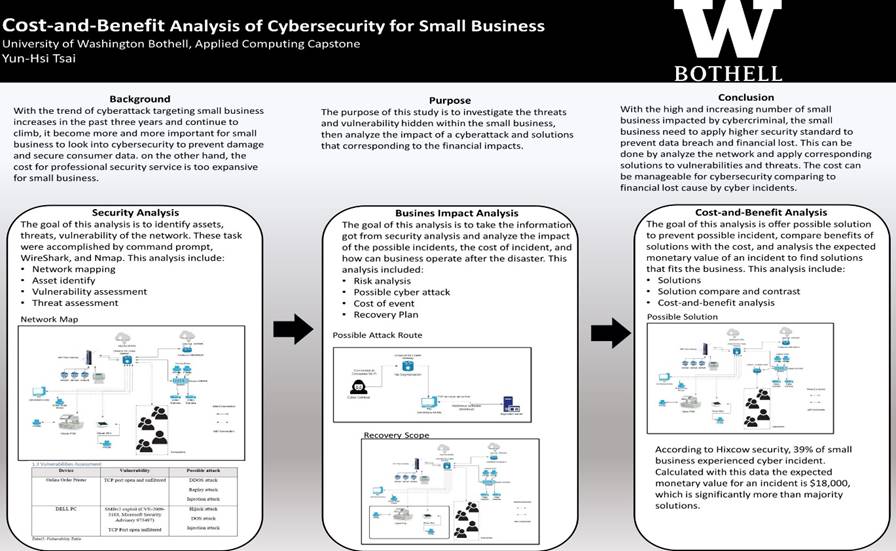 Cost-and-Benefit Analysis of Cybersecurity for Small Business
University of Washington Bothell, Applied Computing Capstone
Yun-Hsi Tsai
W
BOTHELL
Background
With the trend of cyberattack targeting small business
increases in the past three years and continue to
climb, it become more and more important for small
business to look into cybersecurity to prevent damage
and secure consumer data. on the other hand, the
cost for professional security service is too expansive
for small business.
Purpose
The purpose of this study is to investigate the threats
and vulnerability hidden within the small business,
then analyze the impact of a cyberattack and solutions
that corresponding to the financial impacts.
Conclusion
With the high and increasing number of small
business impacted by cybercriminal, the small
business need to apply higher security standard to
prevent data breach and financial lost. This can be
done by analyze the network and apply corresponding
solutions to vulnerabilities and threats. The cost can
be manageable for cybersecurity comparing to
financial lost cause by cyber incidents.
Security Analysis
The goal of this analysis is to identify assets,
threats, vulnerability of the network. These task
were accomplished by command prompt,
WireShark, and Nmap. This analysis include:
• Network mapping
• Asset identify
• Vulnerability assessment
• Threat assessment
Network Map
Device Vulnerability Possible attack
Online Order Printer TCP port open and unfiltered DDOS attack
Replay attack
Injection attack
DELL PC Hijack attack
Advisory 975497) DOS attack
TCP Port open unfiltered Injection attack
Busines Impact Analysis
The goal of this analysis is to take the information
got from security analysis and analyze the impact
of the possible incidents, the cost of incident, and
how can business operate after the disaster. This
analysis included:
• Risk analysis
• Possible cyber attack
• Cost of event
• Recovery Plan
Possible Attack Route
Recovery Scope
Cost-and-Benefit Analysis
The goal of this analysis is offer possible solution
to prevent possible incident, compare benefits of
solutions with the cost, and analysis the expected
monetary value of an incident to find solutions
that fits the business. This analysis include:
• Solutions
• Solution compare and contrast
• Cost-and-benefit analysis
Possible Solution
According to Hixcow security, 39% of small
business experienced cyber incident.
Calculated with this data the expected
monetary value for an incident is $18,000,
which is significantly more than majority
solutions.